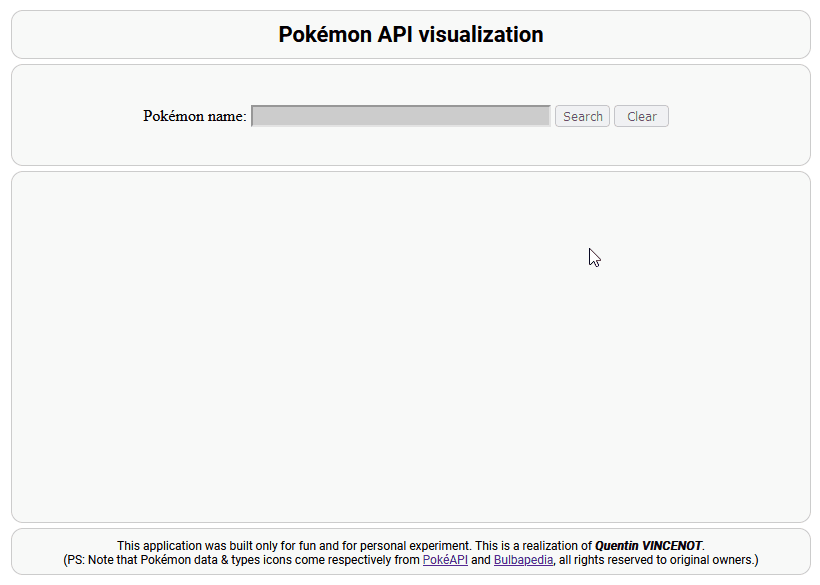 Pokémon API visualization
Pokémon name: Search Clear
This application was built only for fun and for personal experiment. This is a realization of Quentin VINCENOT.
(PS: Note that Pokémon data & types icons come respectively from PokéAPI and Bulbapedia, all rights reserved to original owners.)